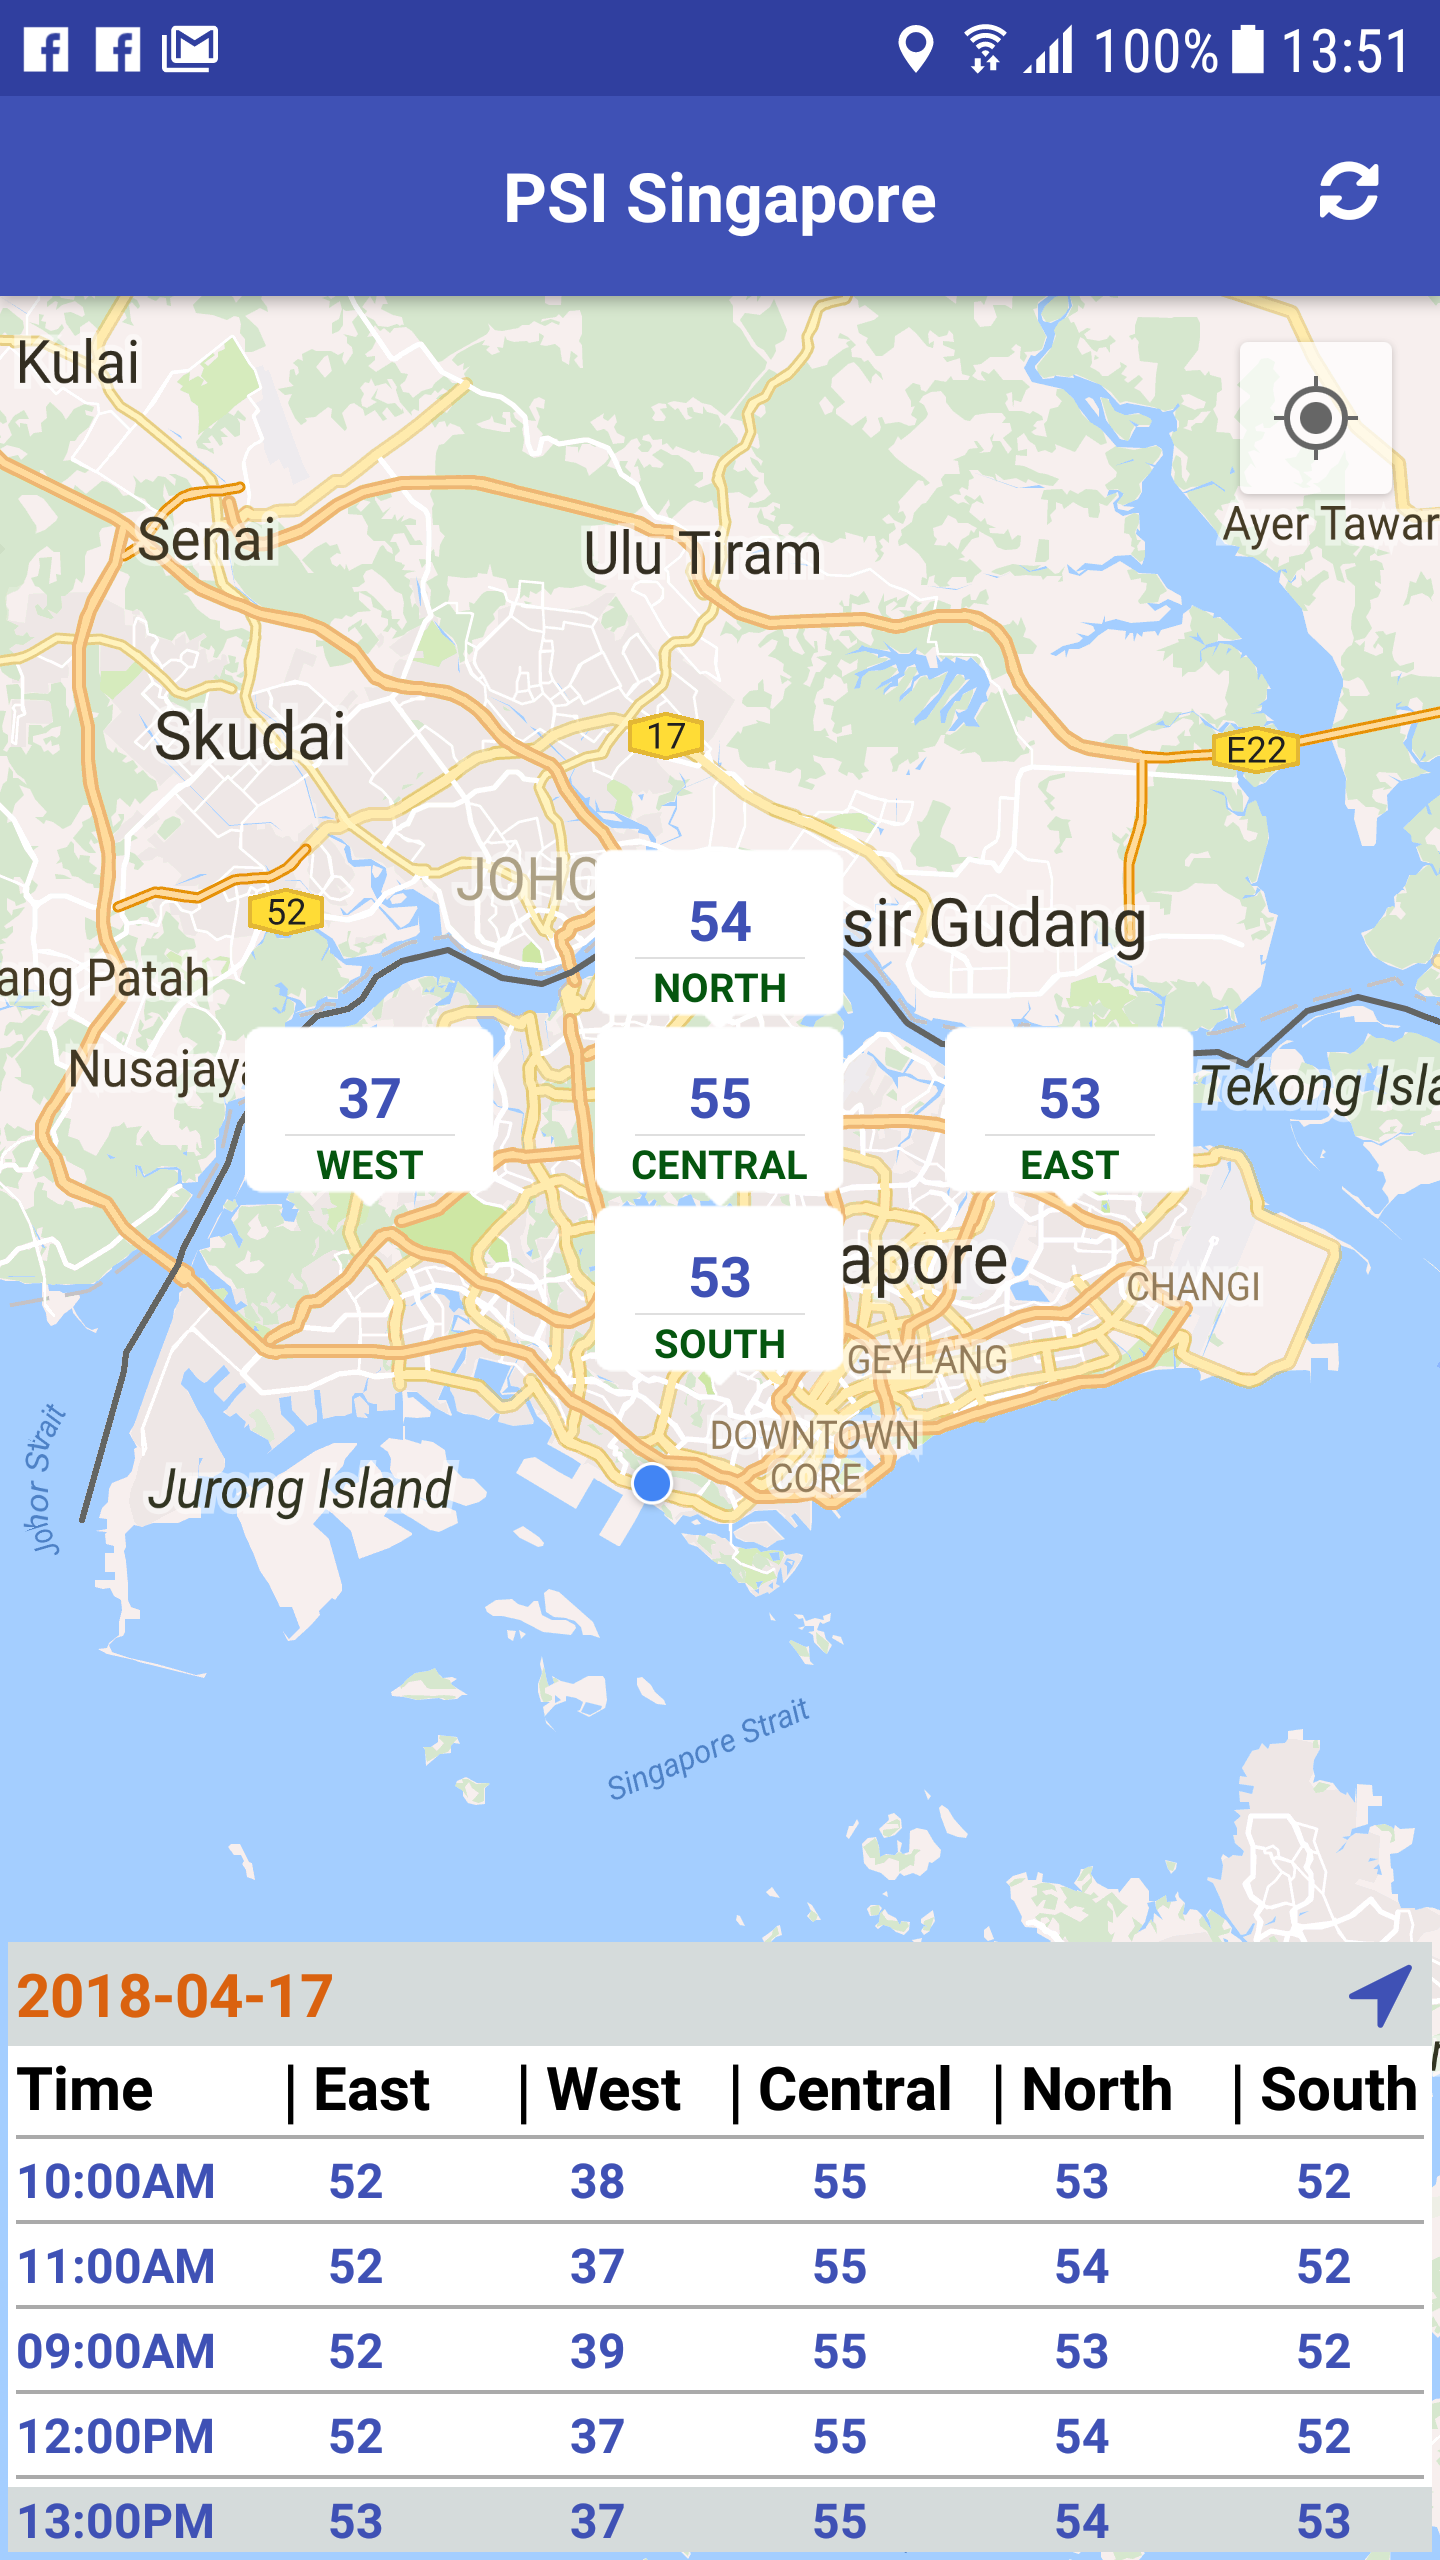 100% 13:51
PSI Singapore
Kulai
Ayer Tawar
Senai
Ulu Tiram
Skudai
17
E22
52
JOHO
54
NORTH
sir Gudang
ang Patah
Nusajaya
37
WEST
55
CENTRAL
53
EAST
Tekong Isla
53
SOUTH
apore
CHANGI
GEYLANG
DOWNTOWN
CORE
Johor Strait
Jurong Island
Singapore Strait
2018-04-17
Time | East | West | Central | North | South
10:00AM 52 38 55 53 52
11:00AM 52 37 55 54 52
09:00AM 52 39 55 53 52
12:00PM 52 37 55 54 52
13:00PM 53 37 55 54 53